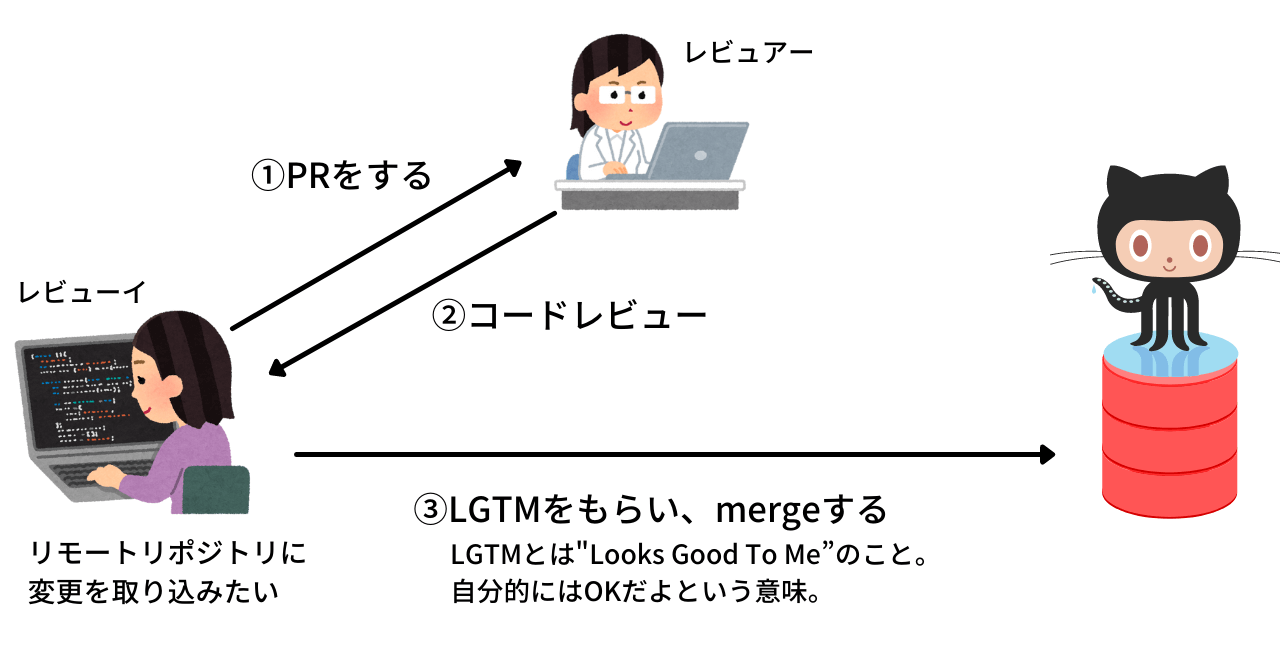 レビュアー
①PRをする
レビューイ
②コードレビュー
③LGTMをもらい、mergeする
LGTMとは"Looks Good To Me”のこと。
自分的にはOKだよという意味。
リモートリポジトリに
変更を取り込みたい